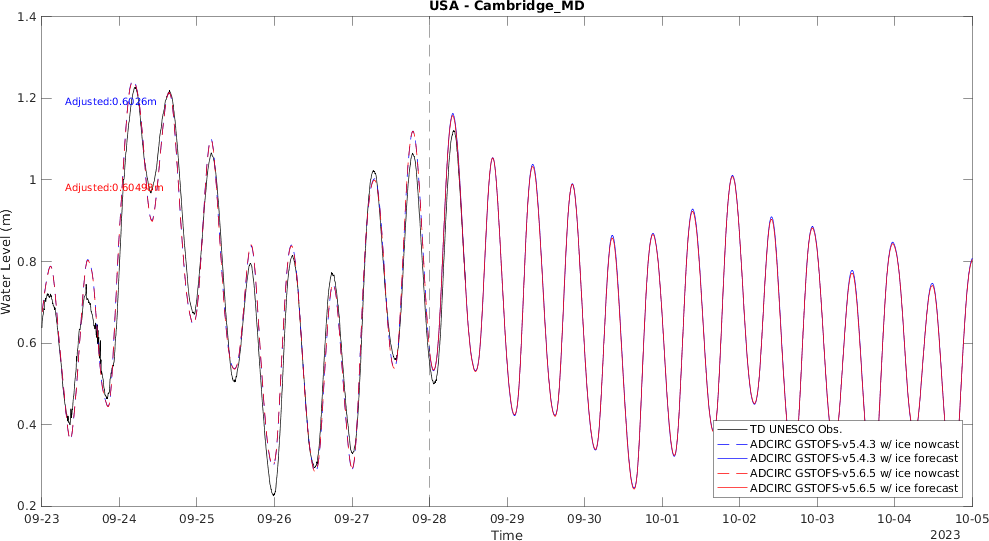 USA - Cambridge_MD
1.4
1.2
1
0.8
0.6
0.4
0.2
Water Level (m)
Adjusted:0.6026m
Adjusted:0.60498m
TD UNESCO Obs.
ADCIRC GSTOFS-v5.4.3 w/ ice nowcast
ADCIRC GSTOFS-v5.4.3 w/ ice forecast
ADCIRC GSTOFS-v5.6.5 w/ ice nowcast
ADCIRC GSTOFS-v5.6.5 w/ ice forecast
09-23 09-24 09-25 09-26 09-27 09-28 09-29 09-30 10-01 10-02 10-03 10-04 10-05
Time
2023